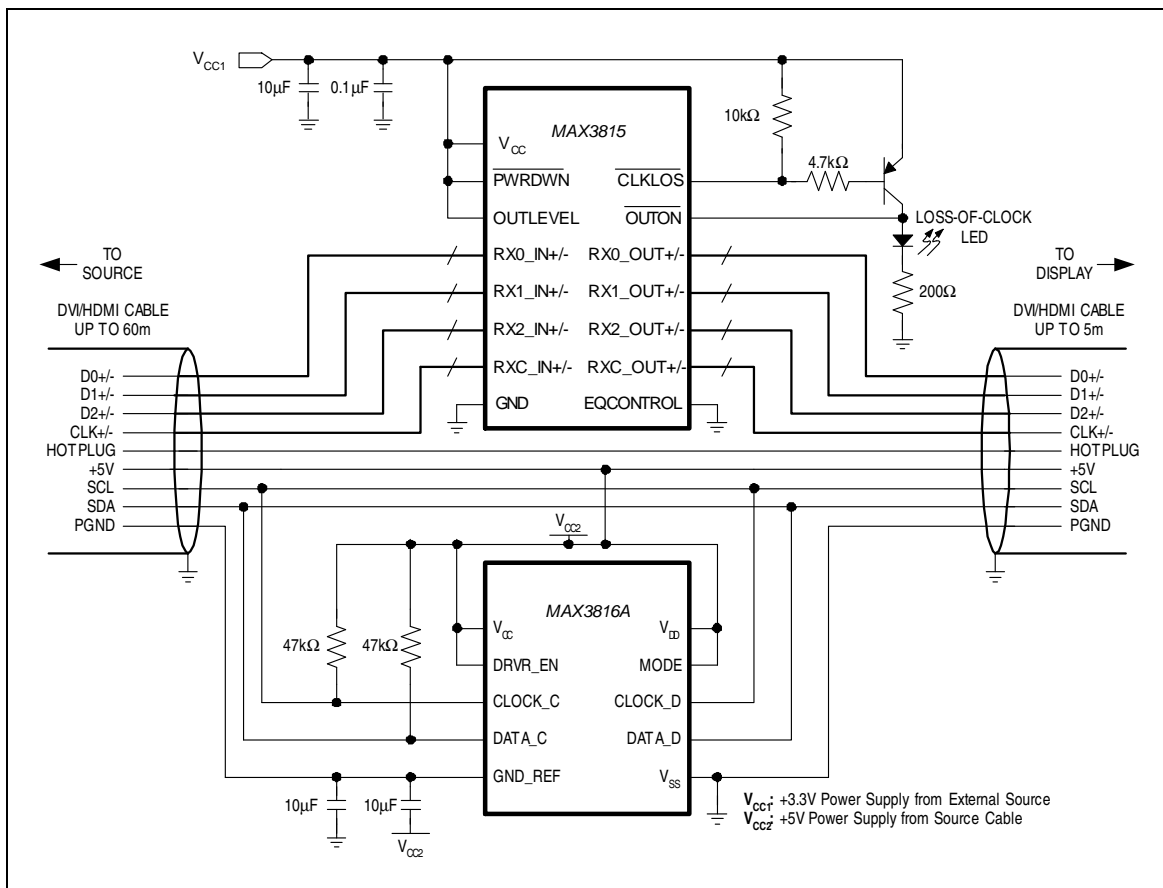 VCC1
10μF
0.1μF
MAX3815
VCC
PWRDWN
OUTLEVEL
RX0_IN+/-
RX1_IN+/-
RX2_IN+/-
RXC_IN+/-
GND
CLKLOS
OUTON
RX0_OUT+/-
RX1_OUT+/-
RX2_OUT+/-
RXC_OUT+/-
EQCONTROL
10kΩ
4.7kΩ
LOSS-OF-CLOCK
LED
200Ω
TO
SOURCE
DVI/HDMI CABLE
UP TO 60m
D0+/-
D1+/-
D2+/-
CLK+/-
HOTPLUG
+5V
SCL
SDA
PGND
TO
DISPLAY
DVI/HDMI CABLE
UP TO 5m
D0+/-
D1+/-
D2+/-
CLK+/-
HOTPLUG
+5V
SCL
SDA
PGND
VCC2
47kΩ
47kΩ
MAX3816A
VCC
DRVR_EN
CLOCK_C
DATA_C
GND_REF
VDD
MODE
CLOCK_D
DATA_D
VSS
10μF
10μF
VCC2
VCC1: +3.3V Power Supply from External Source
VCC2: +5V Power Supply from Source Cable